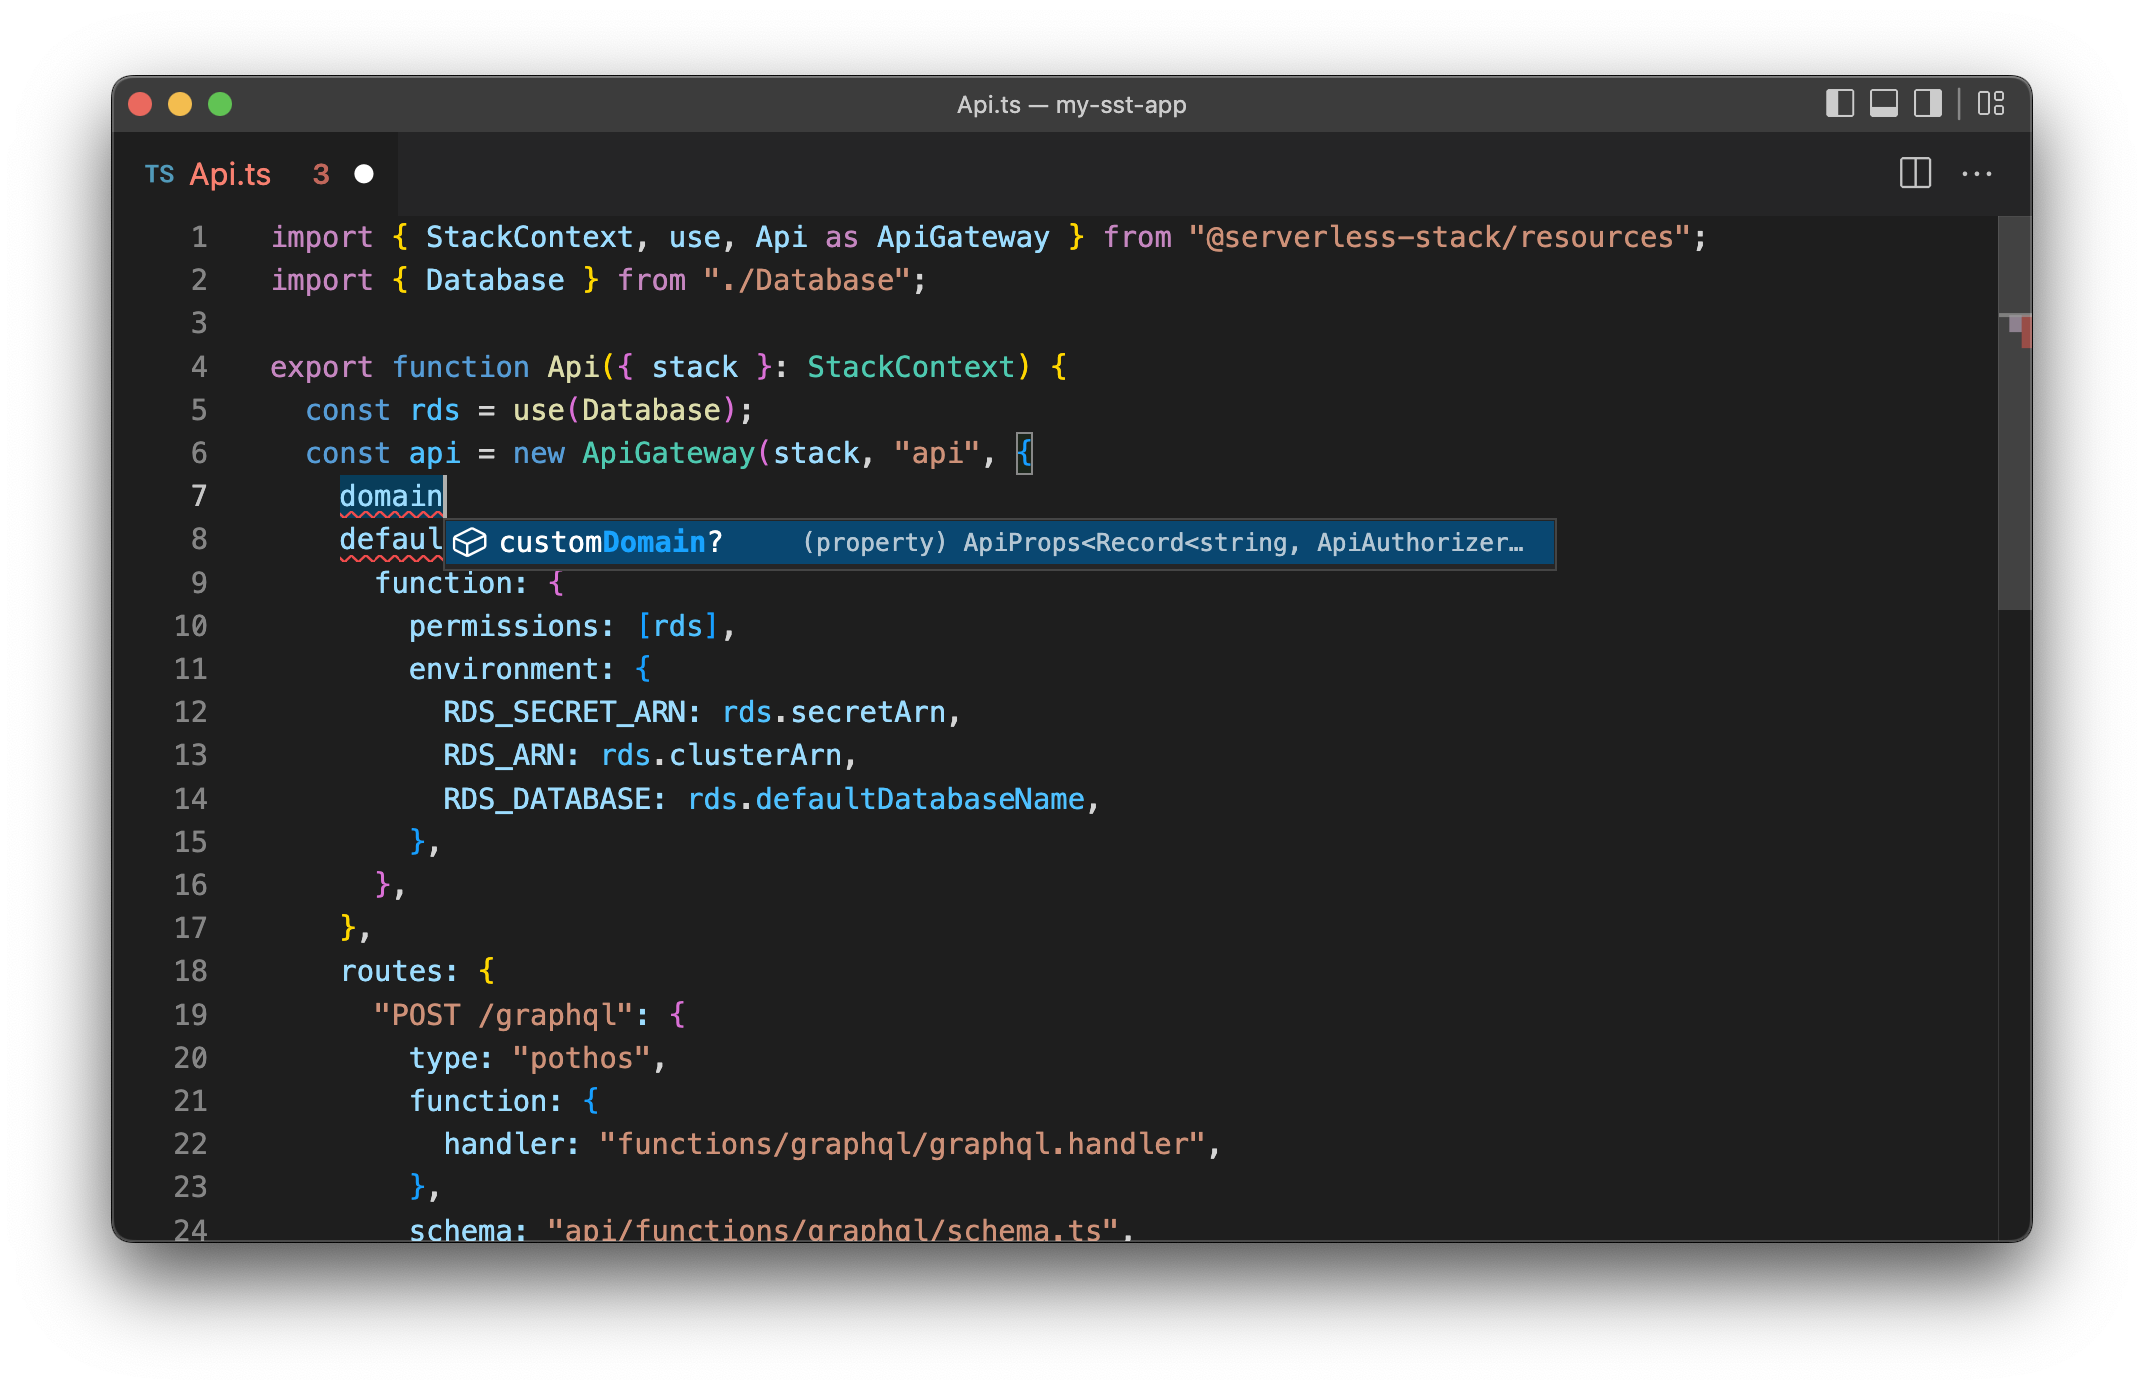 Api.ts — my-sst-app
TS Api.ts 3
1 import { StackContext, use, Api as ApiGateway } from "@serverless-stack/resources";
2 import { Database } from "./Database";
3
4 export function Api({ stack }: StackContext) {
5 const rds = use(Database);
6 const api = new ApiGateway(stack, "api", {
7 domain
8 defaul
customDomain? (property) ApiProps<Record<string, ApiAuthorizer…
9 function: {
10 permissions: [rds],
11 environment: {
12 RDS_SECRET_ARN: rds.secretArn,
13 RDS_ARN: rds.clusterArn,
14 RDS_DATABASE: rds.defaultDatabaseName,
15 },
16 },
17 },
18 routes: {
19 "POST /graphql": {
20 type: "pothos",
21 function: {
22 handler: "functions/graphql/graphql.handler",
23 },
24 schema: "api/functions/graphql/schema.ts",